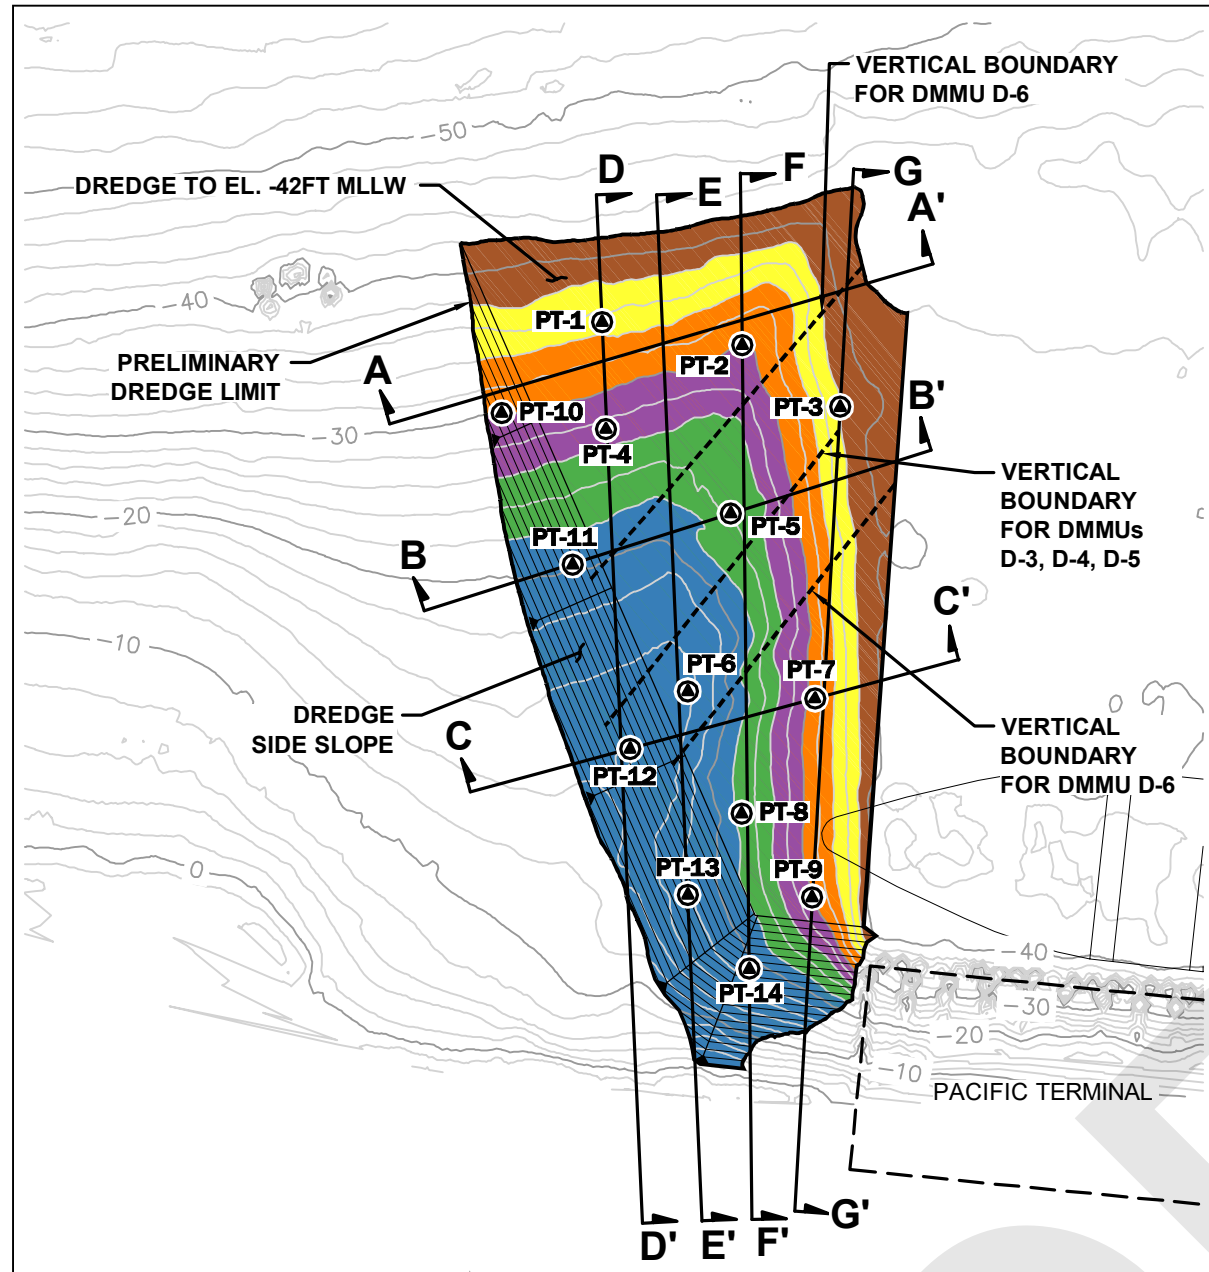 VERTICAL BOUNDARY
FOR DMMU D-6
-50
D
E
F
G
DREDGE TO EL. -42FT MLLW
A'
-40
PT-1
PRELIMINARY
DREDGE LIMIT
PT-2
A
PT-10
PT-3
B'
-30
PT-4
VERTICAL
BOUNDARY
FOR DMMUs
D-3, D-4, D-5
-20
PT-5
PT-11
B
C'
-10
PT-6
PT-7
DREDGE
SIDE SLOPE
C
PT-12
VERTICAL
BOUNDARY
FOR DMMU D-6
PT-8
0
PT-13
PT-9
-40
PT-14
-30
-20
-10
PACIFIC TERMINAL
D'
E'
F'
G'